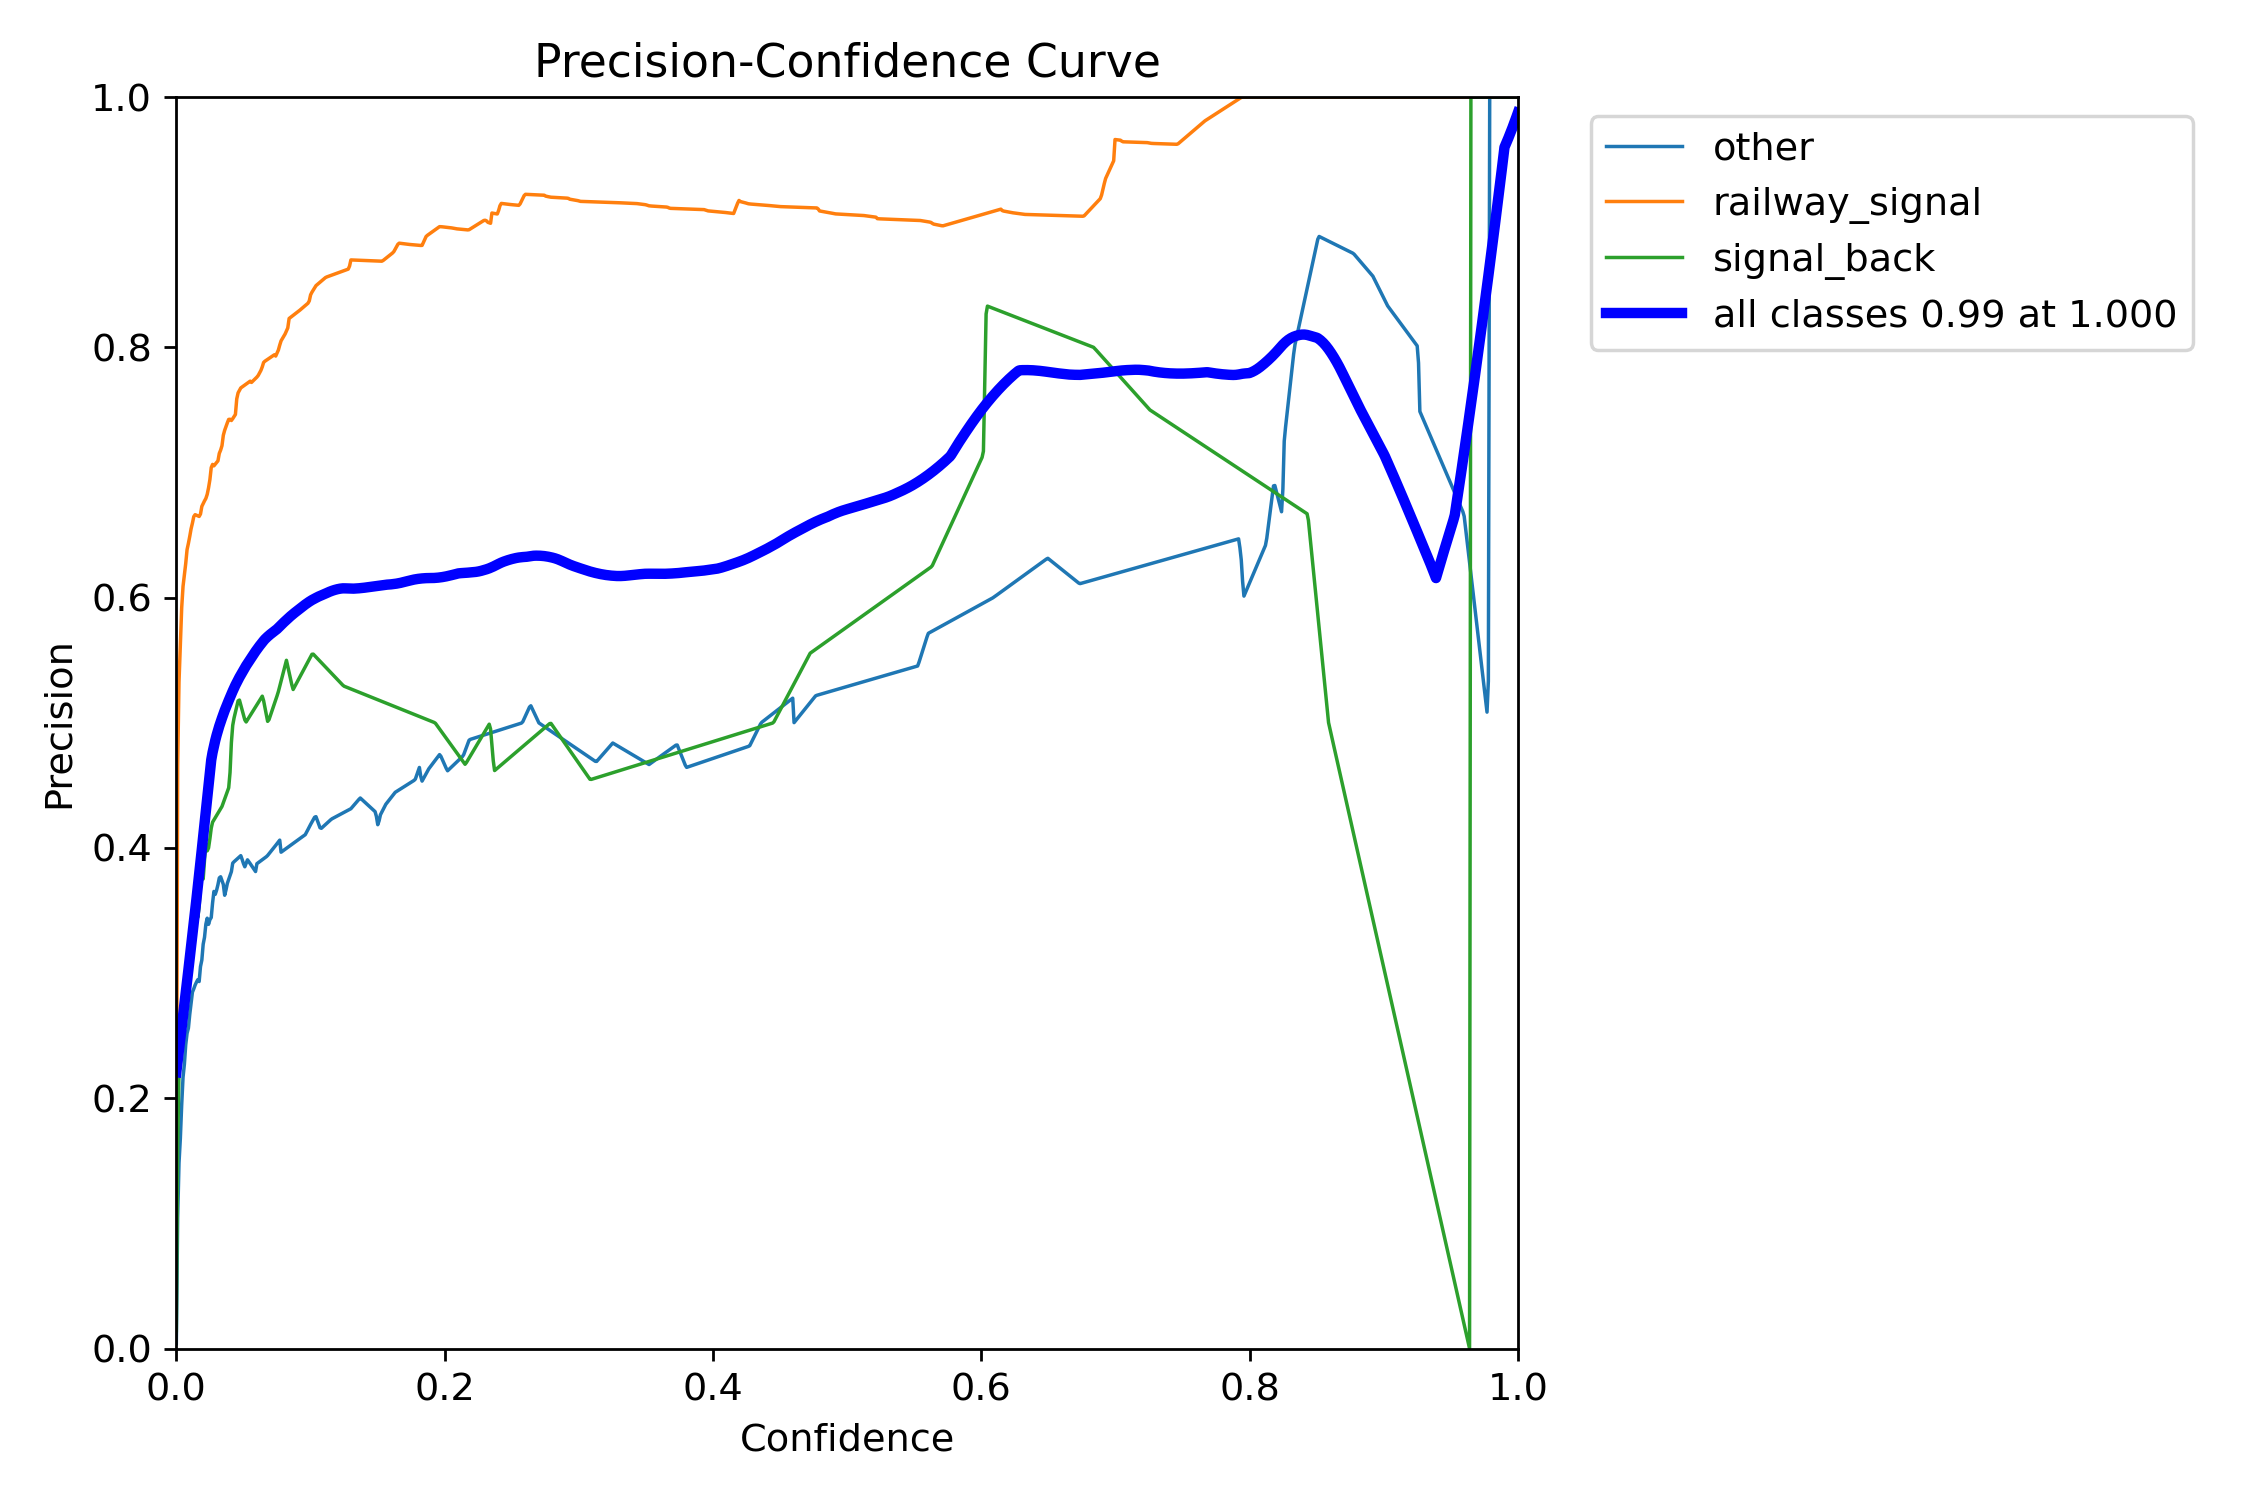 Precision-Confidence Curve
1.0
0.8
0.6
0.4
0.2
0.0
Precision
0.0 0.2 0.4 0.6 0.8 1.0
Confidence
other
railway_signal
signal_back
all classes 0.99 at 1.000